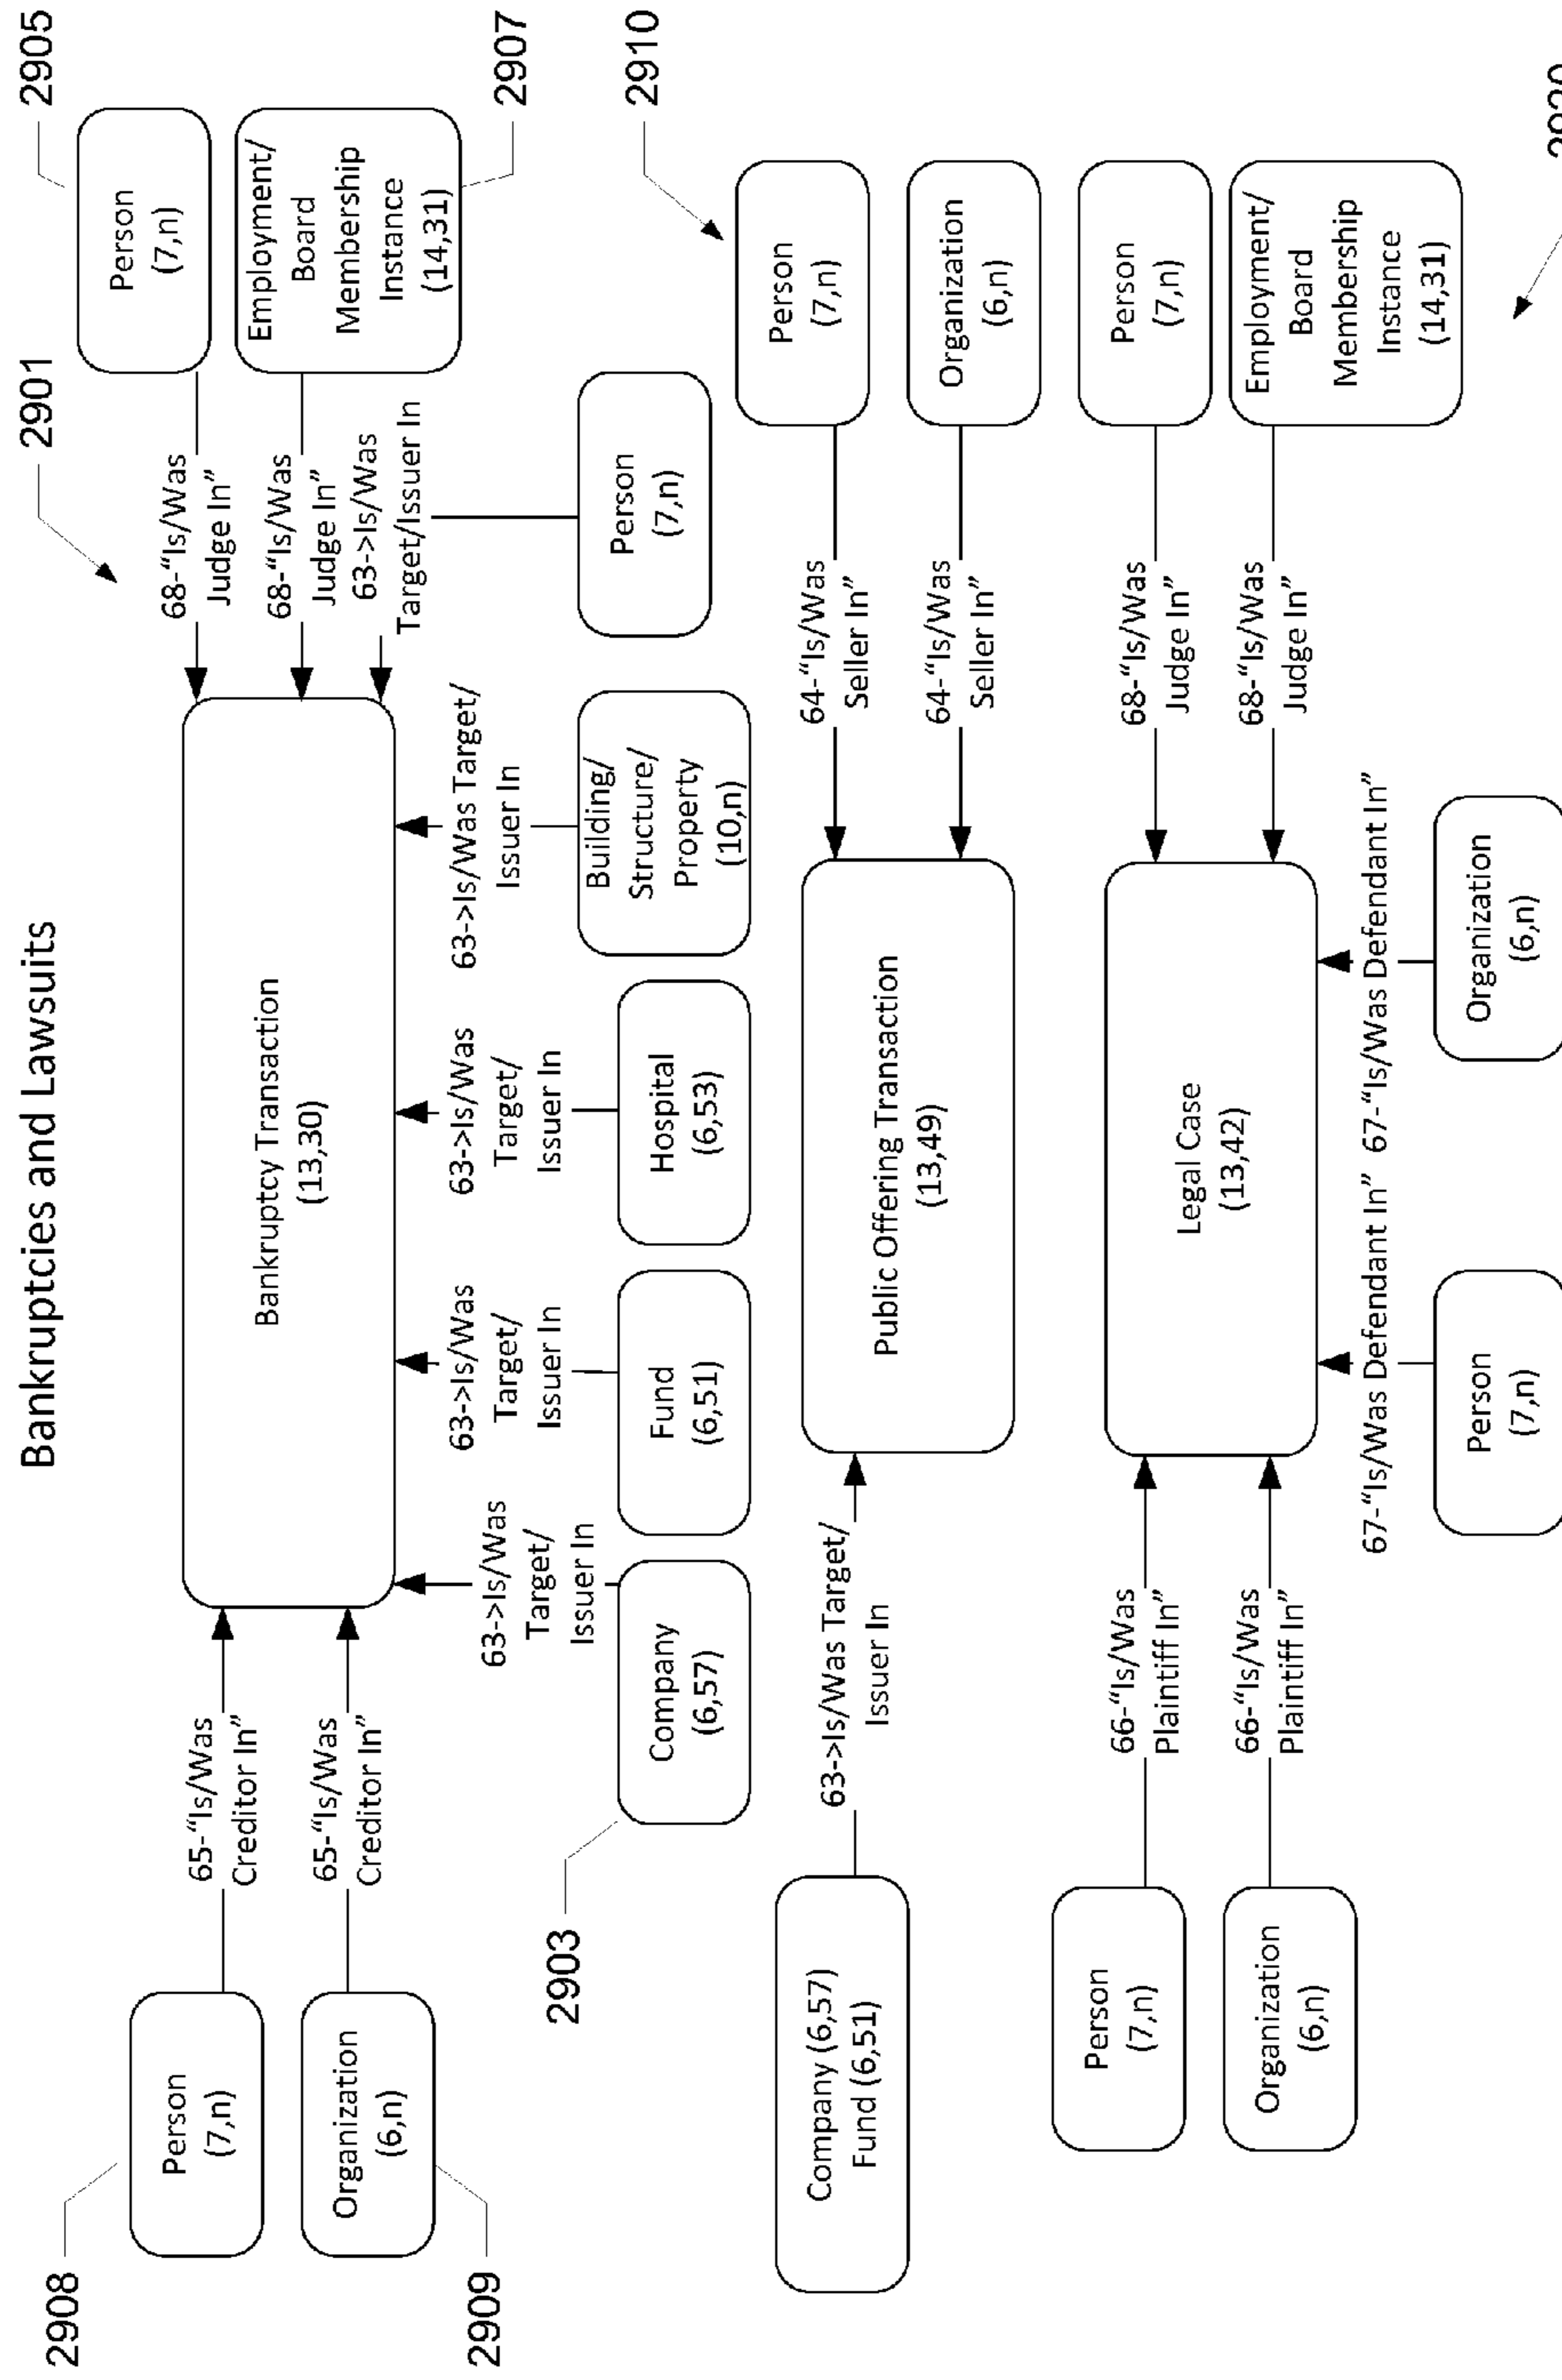 Bankruptcies and Lawsuits
2901
2905
2907
2908
2909
2903
Person
(7,n)
Organization
(6,n)
65-“Is/Was
Creditor In”
65-“Is/Was
Creditor In”
Bankruptcy Transaction
(13,30)
68-“Is/Was
Judge In”
68-“Is/Was
Judge In”
63->Is/Was
Target/Issuer In
Person
(7,n)
Employment/
Board
Membership
Instance
(14,31)
63->Is/Was
Target/
Issuer In
63->Is/Was
Target/
Issuer In
63->Is/Was
Target/
Issuer In
63->Is/Was Target/
Issuer In
Company
(6,57)
Fund
(6,51)
Hospital
(6,53)
Building/
Structure/
Property
(10,n)
Person
(7,n)
2910
Company (6,57)
Fund (6,51)
63->Is/Was Target/
Issuer In
Public Offering Transaction
(13,49)
64-“Is/Was
Seller In”
64-“Is/Was
Seller In”
Person
(7,n)
Organization
(6,n)
Person
(7,n)
Organization
(6,n)
66-“Is/Was
Plaintiff In”
66-“Is/Was
Plaintiff In”
Legal Case
(13,42)
68-“Is/Was
Judge In”
68-“Is/Was
Judge In”
Person
(7,n)
Employment/
Board
Membership
Instance
(14,31)
67-“Is/Was Defendant In” 67-“Is/Was Defendant In”
Person
(7,n)
Organization
(6,n)